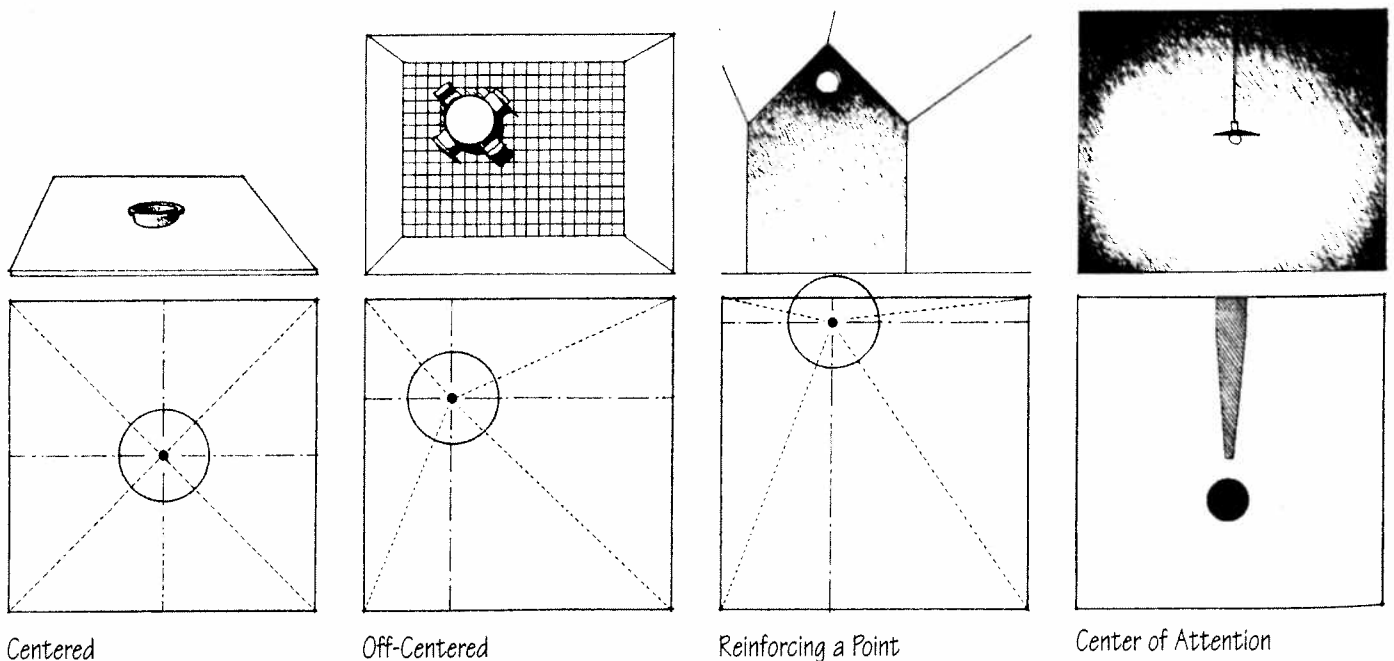 Centered
Off-Centered
Reinforcing a Point
Center of Attention